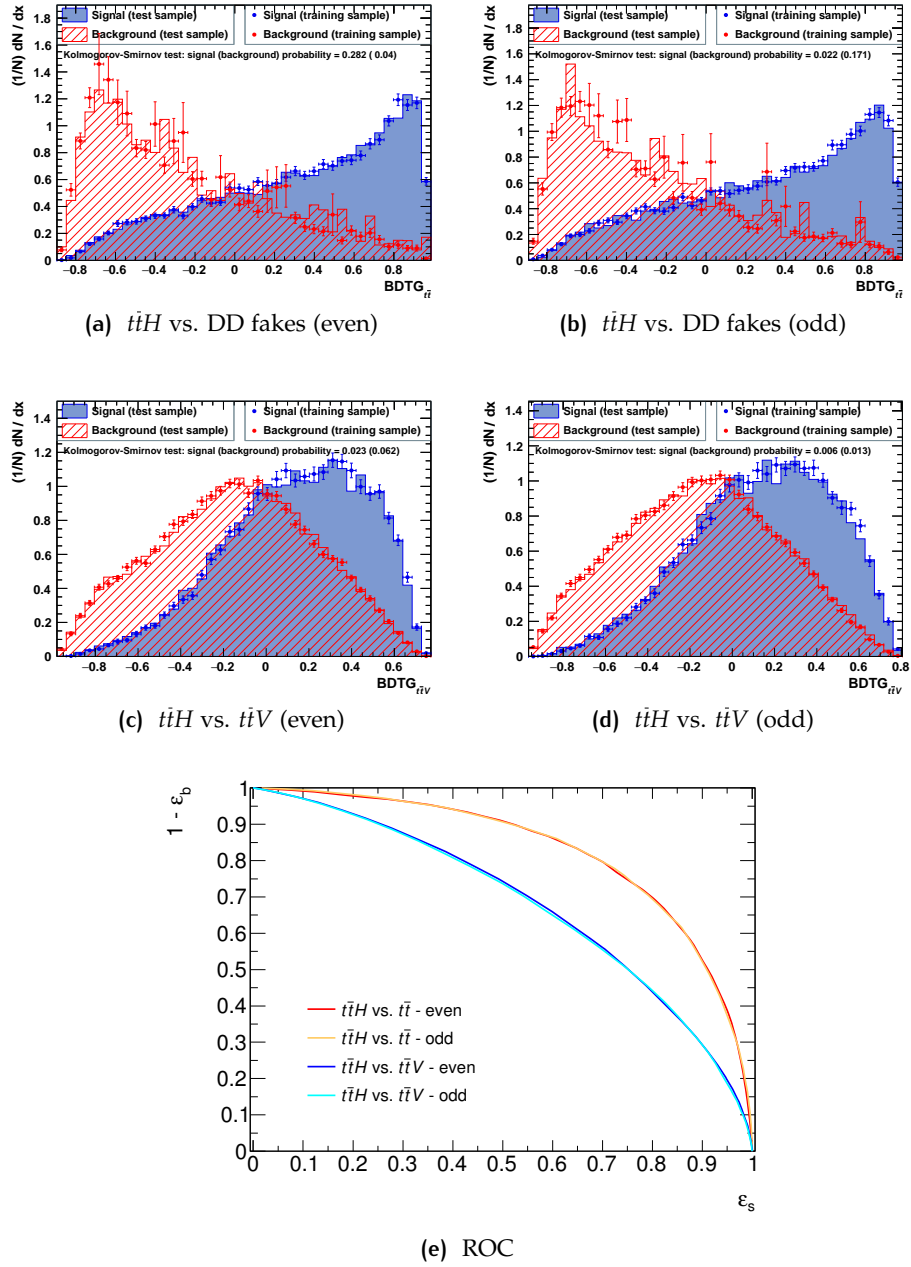 Signal (test sample)
Signal (training sample)
Background (test sample)
Background (training sample)
Kolmogorov-Smirnov test: signal (background) probability = 0.282 ( 0.04)
(1/N) dN / dx
1.8
1.6
1.4
1.2
1
0.8
0.6
0.4
0.2
0
−0.8 −0.6 −0.4 −0.2 0 0.2 0.4 0.6 0.8
BDTG tt̄
(a) tt̄H vs. DD fakes (even)
Signal (test sample)
Signal (training sample)
Background (test sample)
Background (training sample)
Kolmogorov-Smirnov test: signal (background) probability = 0.022 (0.171)
(1/N) dN / dx
1.8
1.6
1.4
1.2
1
0.8
0.6
0.4
0.2
0
−0.8 −0.6 −0.4 −0.2 0 0.2 0.4 0.6 0.8
BDTG tt̄
(b) tt̄H vs. DD fakes (odd)
Signal (test sample)
Signal (training sample)
Background (test sample)
Background (training sample)
Kolmogorov-Smirnov test: signal (background) probability = 0.023 (0.062)
(1/N) dN / dx
1.4
1.2
1
0.8
0.6
0.4
0.2
0
−0.8 −0.6 −0.4 −0.2 0 0.2 0.4 0.6
BDTG tt̄V
(c) tt̄H vs. tt̄V (even)
Signal (test sample)
Signal (training sample)
Background (test sample)
Background (training sample)
Kolmogorov-Smirnov test: signal (background) probability = 0.006 (0.013)
(1/N) dN / dx
1.4
1.2
1
0.8
0.6
0.4
0.2
0
−0.8 −0.6 −0.4 −0.2 0 0.2 0.4 0.6 0.8
BDTG tt̄V
(d) tt̄H vs. tt̄V (odd)
1 - εb
1
0.9
0.8
0.7
0.6
0.5
0.4
0.3
0.2
0.1
0
tt̄H vs. tt̄ - even
tt̄H vs. tt̄ - odd
tt̄H vs. tt̄V - even
tt̄H vs. tt̄V - odd
0 0.1 0.2 0.3 0.4 0.5 0.6 0.7 0.8 0.9 1
εs
(e) ROC